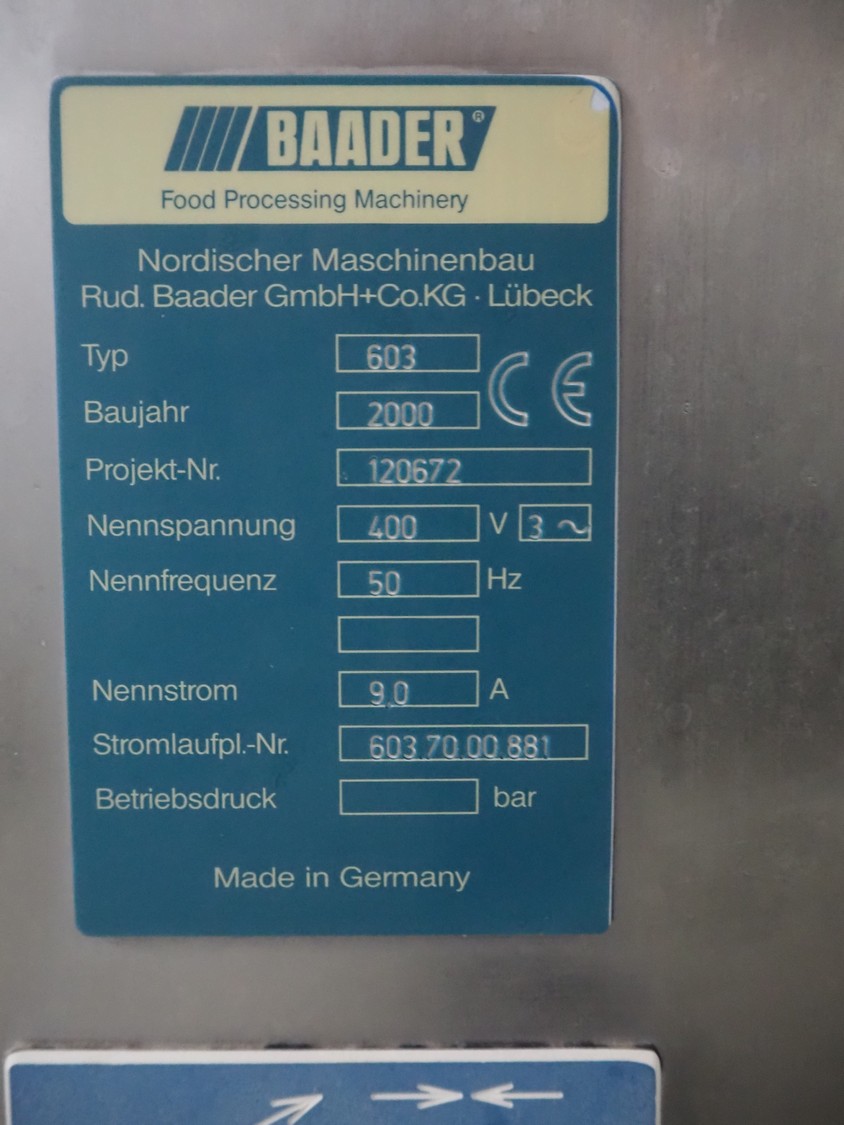 BAADER®
Food Processing Machinery
Nordischer Maschinenbau
Rud. Baader GmbH+Co.KG · Lübeck
Typ 603 CE
Baujahr 2000
Projekt-Nr. 120672
Nennspannung 400 V 3 ~
Nennfrequenz 50 Hz
Nennstrom 9,0 A
Stromlaufpl.-Nr. 603.70.00.881
Betriebsdruck bar
Made in Germany